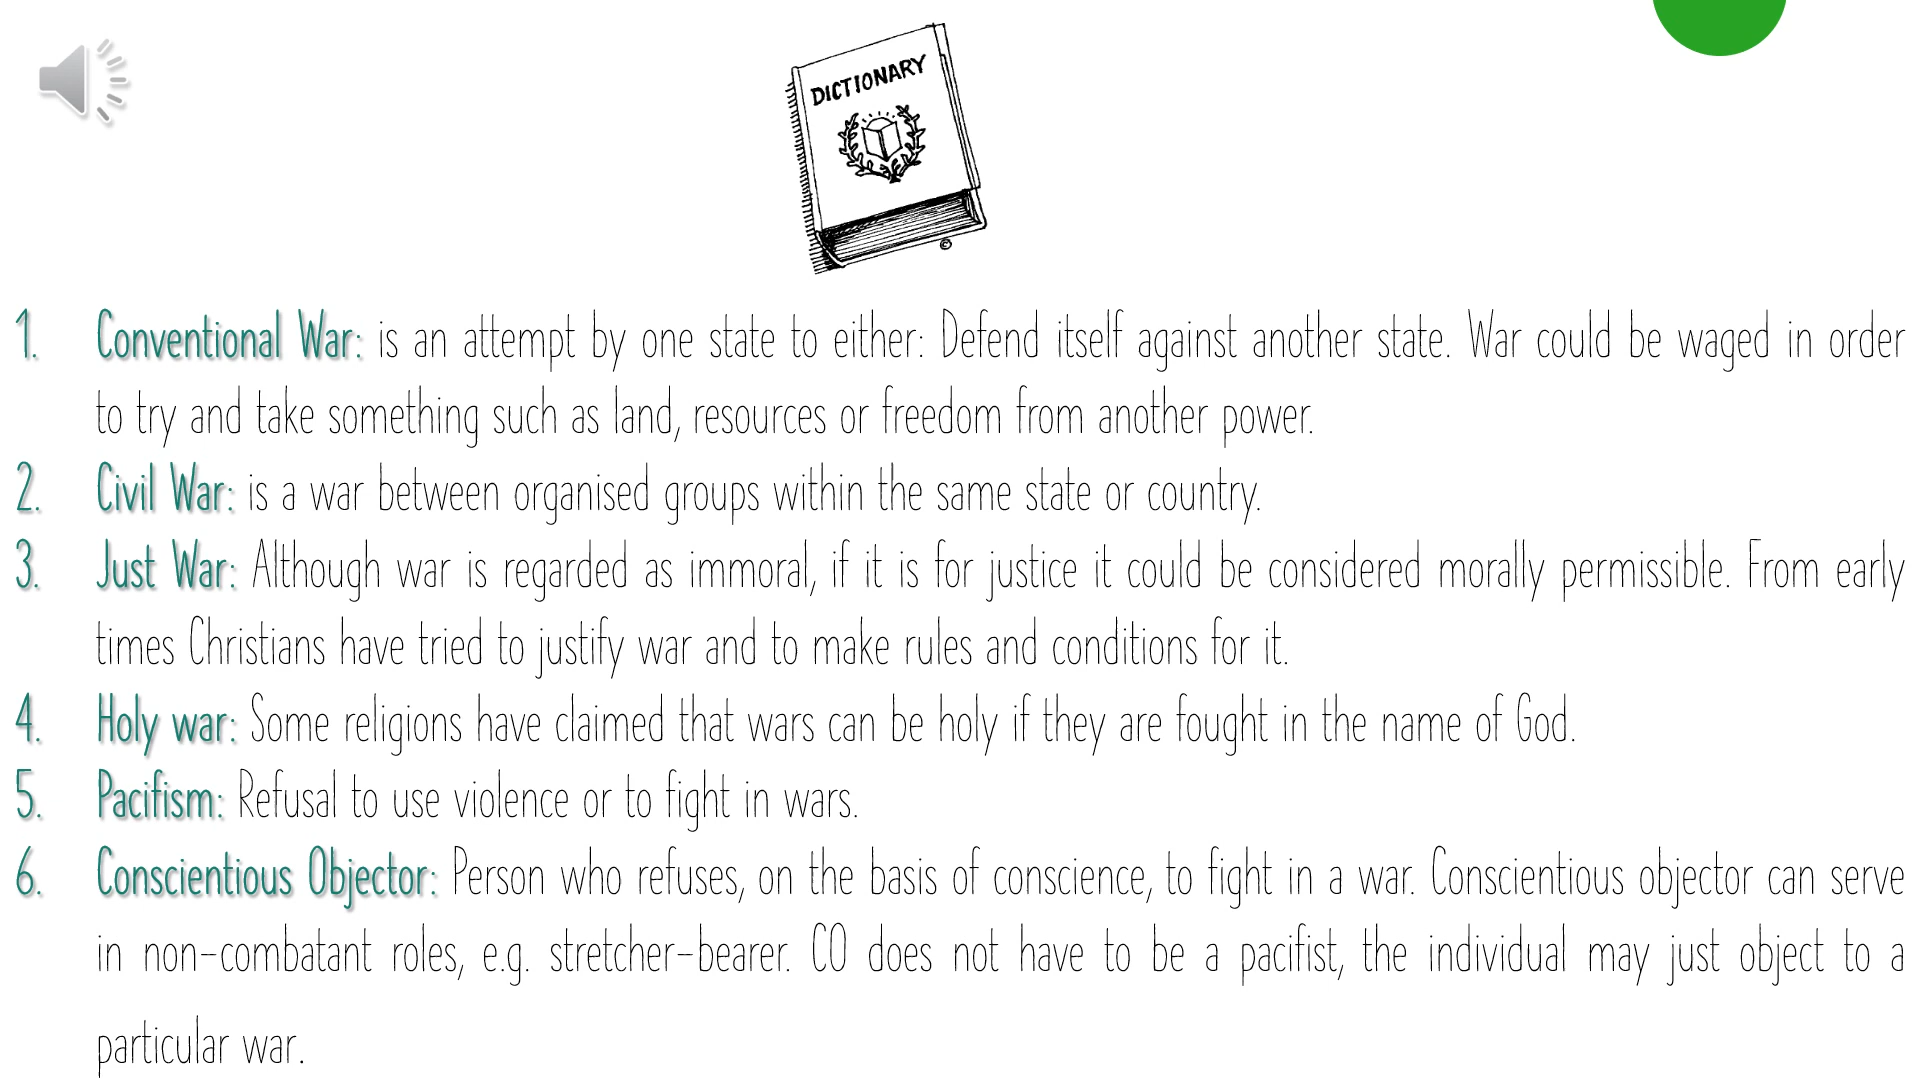 DICTIONARY
©
1. Conventional War: is an attempt by one state to either: Defend itself against another state. War could be waged in order
to try and take something such as land, resources or freedom from another power.
2. Civil War: is a war between organised groups within the same state or country.
3. Just War: Although war is regarded as immoral, if it is for justice it could be considered morally permissible. From early
times Christians have tried to justify war and to make rules and conditions for it.
4. Holy war: Some religions have claimed that wars can be holy if they are fought in the name of God.
5. Pacifism: Refusal to use violence or to fight in wars.
6. Conscientious Objector: Person who refuses, on the basis of conscience, to fight in a war. Conscientious objector can serve
in non-combatant roles, e.g. stretcher-bearer. CO does not have to be a pacifist, the individual may just object to a
particular war.